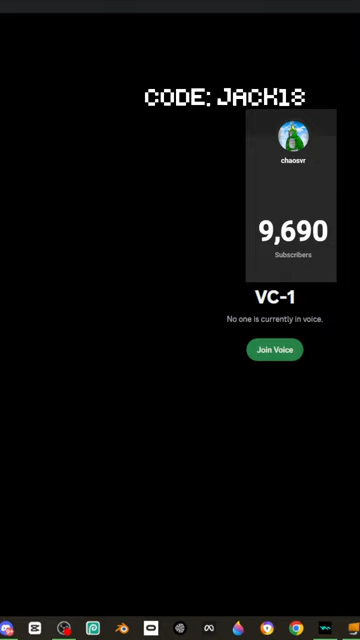 CODE: JACK18
chaosvr
9,690
Subscribers
VC-1
No one is currently in voice.
Join Voice